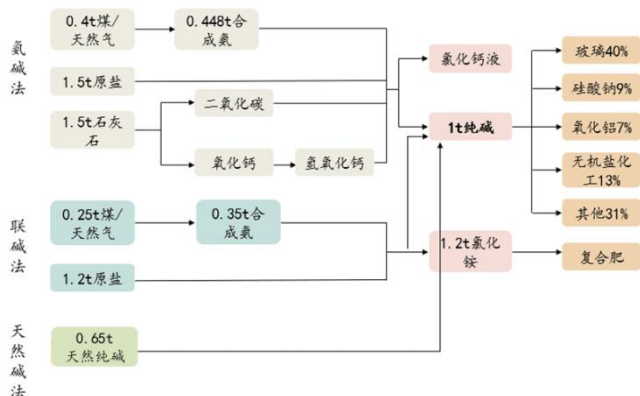 氨碱法
0.4t煤/
天然气
0.448t合
成氨
1.5t原盐
1.5t石灰
石
二氧化碳
氧化钙
氢氧化钙
氯化钙液
1t纯碱
玻璃40%
硅酸钠9%
氧化铝7%
无机盐化
工13%
其他31%
联碱法
0.25t煤/
天然气
0.35t合
成氨
1.2t原盐
1.2t氯化
铵
复合肥
天然碱法
0.65t
天然纯碱